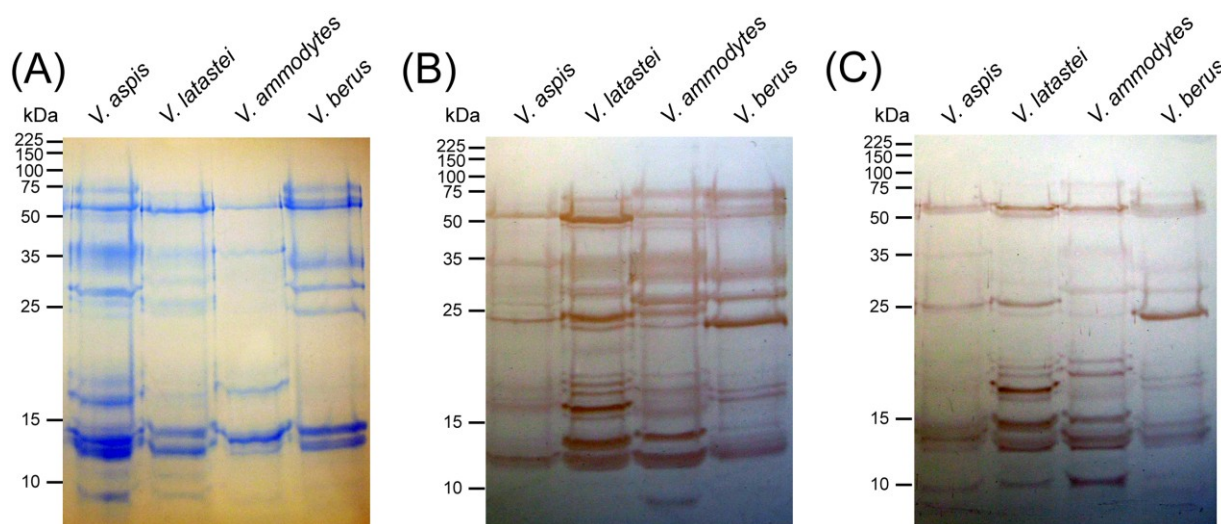 (A)
kDa
V. aspis
V. latastei
V. ammodytes
V. berus
225
150
100
75
50
35
25
15
10
(B)
kDa
V. aspis
V. latastei
V. ammodytes
V. berus
225
150
100
75
50
35
25
15
10
(C)
kDa
V. aspis
V. latastei
V. ammodytes
V. berus
225
150
100
75
50
35
25
15
10